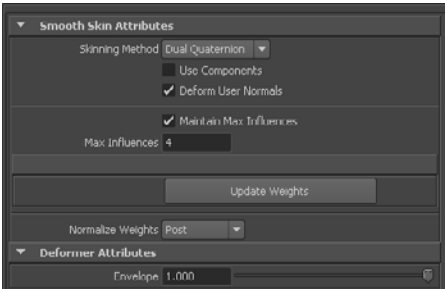 Smooth Skin Attributes
Skinning Method Dual Quaternion
Use Components
Deform User Normals
Maintain Max Influences
Max Influences 4
Update Weights
Normalize Weights Post
Deformer Attributes
Envelope 1.000